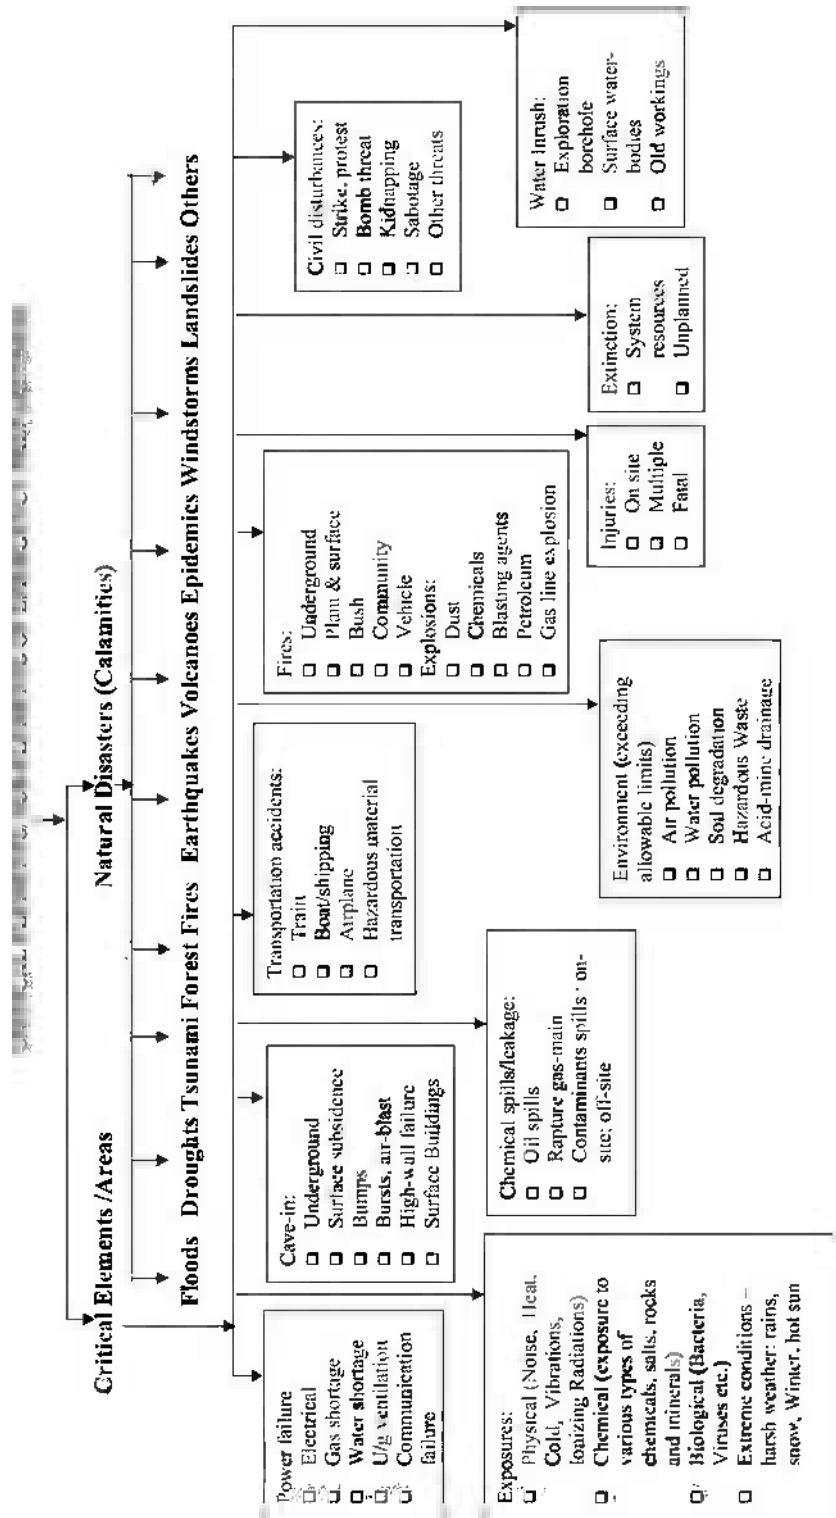 Critical Elements /Areas
Natural Disasters (Calamities)
Floods Droughts Tsunami Forest Fires Earthquakes Volcanoes Epidemics Windstorms Landslides Others
Power failure
Electrical
Gas shortage
Water shortage
U/g ventilation
Communication
failure
Cave-in:
Underground
Surface subsidence
Bumps
Bursts, air-blast
High-wall failure
Surface Buildings
Transportation accidents:
Train
Boat/shipping
Airplane
Hazardous material
transportation
Fires:
Underground
Plant & surface
Bush
Community
Vehicle
Explosions:
Dust
Chemicals
Blasting agents
Petroleum
Gas line explosion
Civil disturbances:
Strike, protest
Bomb threat
Kidnapping
Sabotage
Other threats
Exposures:
Physical (Noise, Heat,
Cold, Vibrations,
Ionizing Radiations)
Chemical (exposure to
various types of
chemicals, salts, rocks
and minerals)
Biological (Bacteria,
Viruses etc.)
Extreme conditions –
harsh weather: rains,
snow, Winter, hot sun
Chemical spills/leakage:
Oil spills
Rapture gas-main
Contaminants spills : on-
site; off-site
Environment (exceeding
allowable limits)
Air pollution
Water pollution
Soil degradation
Hazardous Waste
Acid-mine drainage
Injuries:
On site
Multiple
Fatal
Extinction:
System
resources
Unplanned
Water Inrush:
Exploration
borehole
Surface water-
bodies
Old workings